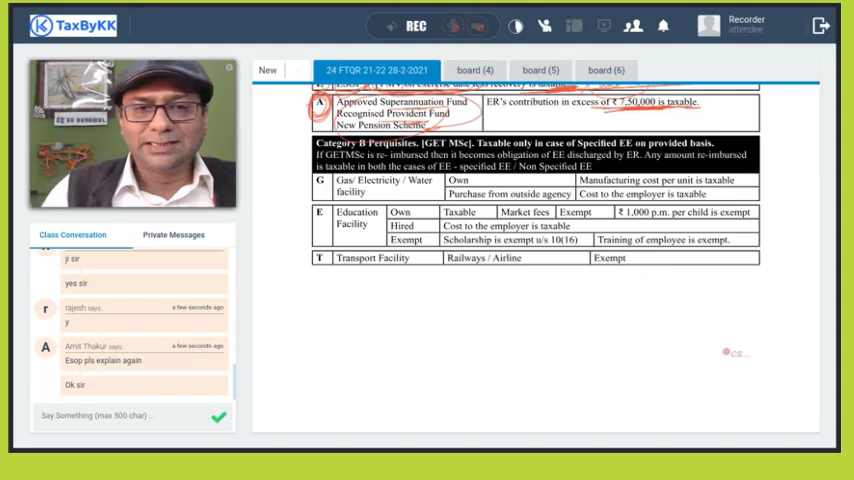 TaxByKK
REC
Recorder
attendee
New
24 FTQR 21-22 28-2-2021
board (4)
board (5)
board (6)
A
Approved Superannuation Fund
Recognised Provident Fund
New Pension Scheme
ER's contribution in excess of ₹ 7,50,000 is taxable.
Category B Perquisites. [GET MSc]. Taxable only in case of Specified EE on provided basis.
If GETMSc is re- imbursed then it becomes obligation of EE discharged by ER. Any amount re-imbursed
is taxable in both the cases of EE - specified EE / Non Specified EE
G
Gas/ Electricity / Water
facility
Own
Manufacturing cost per unit is taxable
Purchase from outside agency
Cost to the employer is taxable
E
Education
Facility
Own
Taxable
Market fees
Exempt
₹ 1,000 p.m. per child is exempt
Hired
Cost to the employer is taxable
Exempt
Scholarship is exempt u/s 10(16)
Training of employee is exempt.
T
Transport Facility
Railways / Airline
Exempt
cs...
Class Conversation
Private Messages
ji sir
yes sir
r
rajesh says:
a few seconds ago
y
A
Amit Thakur says:
a few seconds ago
Esop pls explain again
Ok sir
Say Something (max 500 char) ...